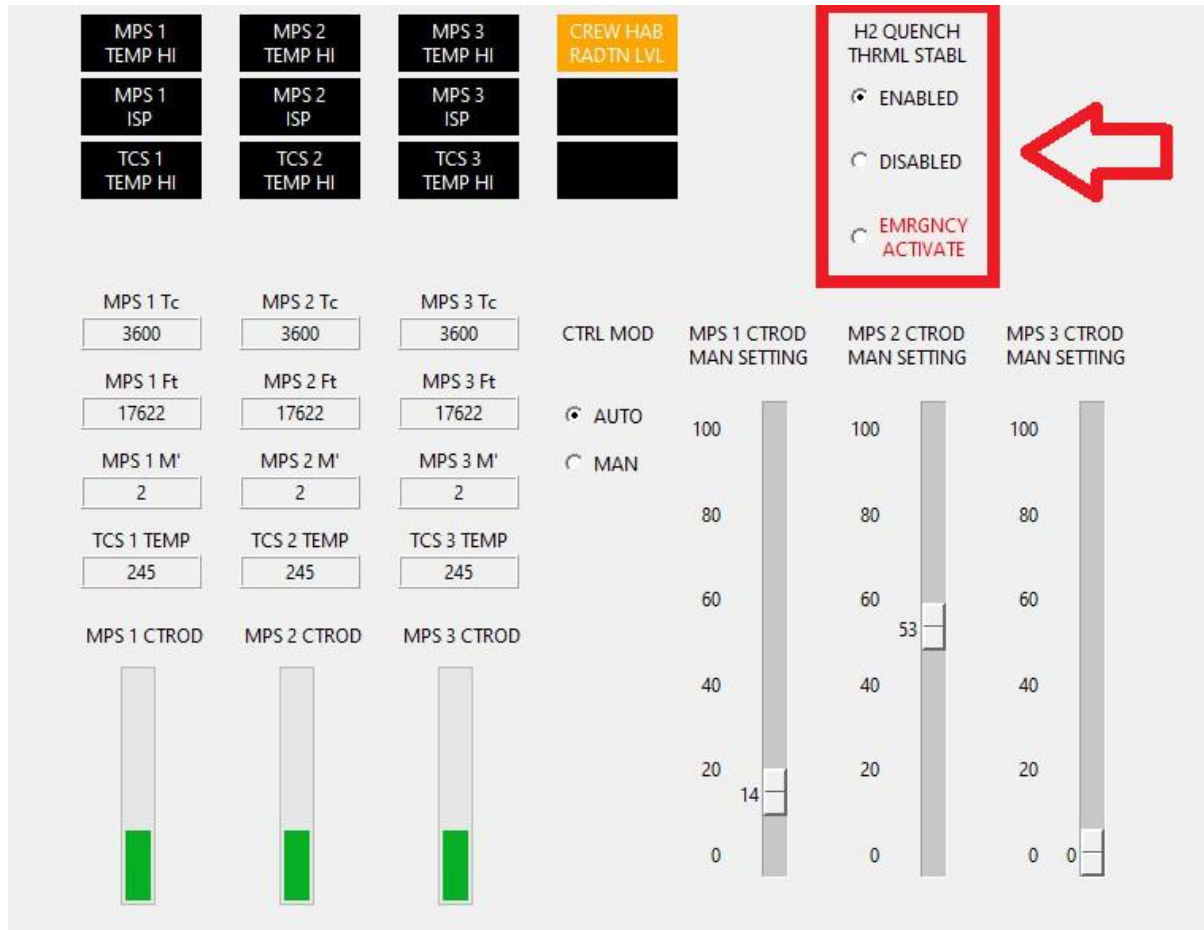 MPS 1
TEMP HI
MPS 2
TEMP HI
MPS 3
TEMP HI
CREW HAB
RADTN LVL
MPS 1
ISP
MPS 2
ISP
MPS 3
ISP
TCS 1
TEMP HI
TCS 2
TEMP HI
TCS 3
TEMP HI
H2 QUENCH
THRML STABL
ENABLED
DISABLED
EMRGNCY
ACTIVATE
MPS 1 Tc
MPS 2 Tc
MPS 3 Tc
3600
3600
3600
MPS 1 Ft
MPS 2 Ft
MPS 3 Ft
17622
17622
17622
MPS 1 M'
MPS 2 M'
MPS 3 M'
2
2
2
TCS 1 TEMP
TCS 2 TEMP
TCS 3 TEMP
245
245
245
MPS 1 CTROD
MPS 2 CTROD
MPS 3 CTROD
CTRL MOD
AUTO
MAN
MPS 1 CTROD
MAN SETTING
100
80
60
40
20
14
0
MPS 2 CTROD
MAN SETTING
100
80
60
53
40
20
0
MPS 3 CTROD
MAN SETTING
100
80
60
40
20
0
0